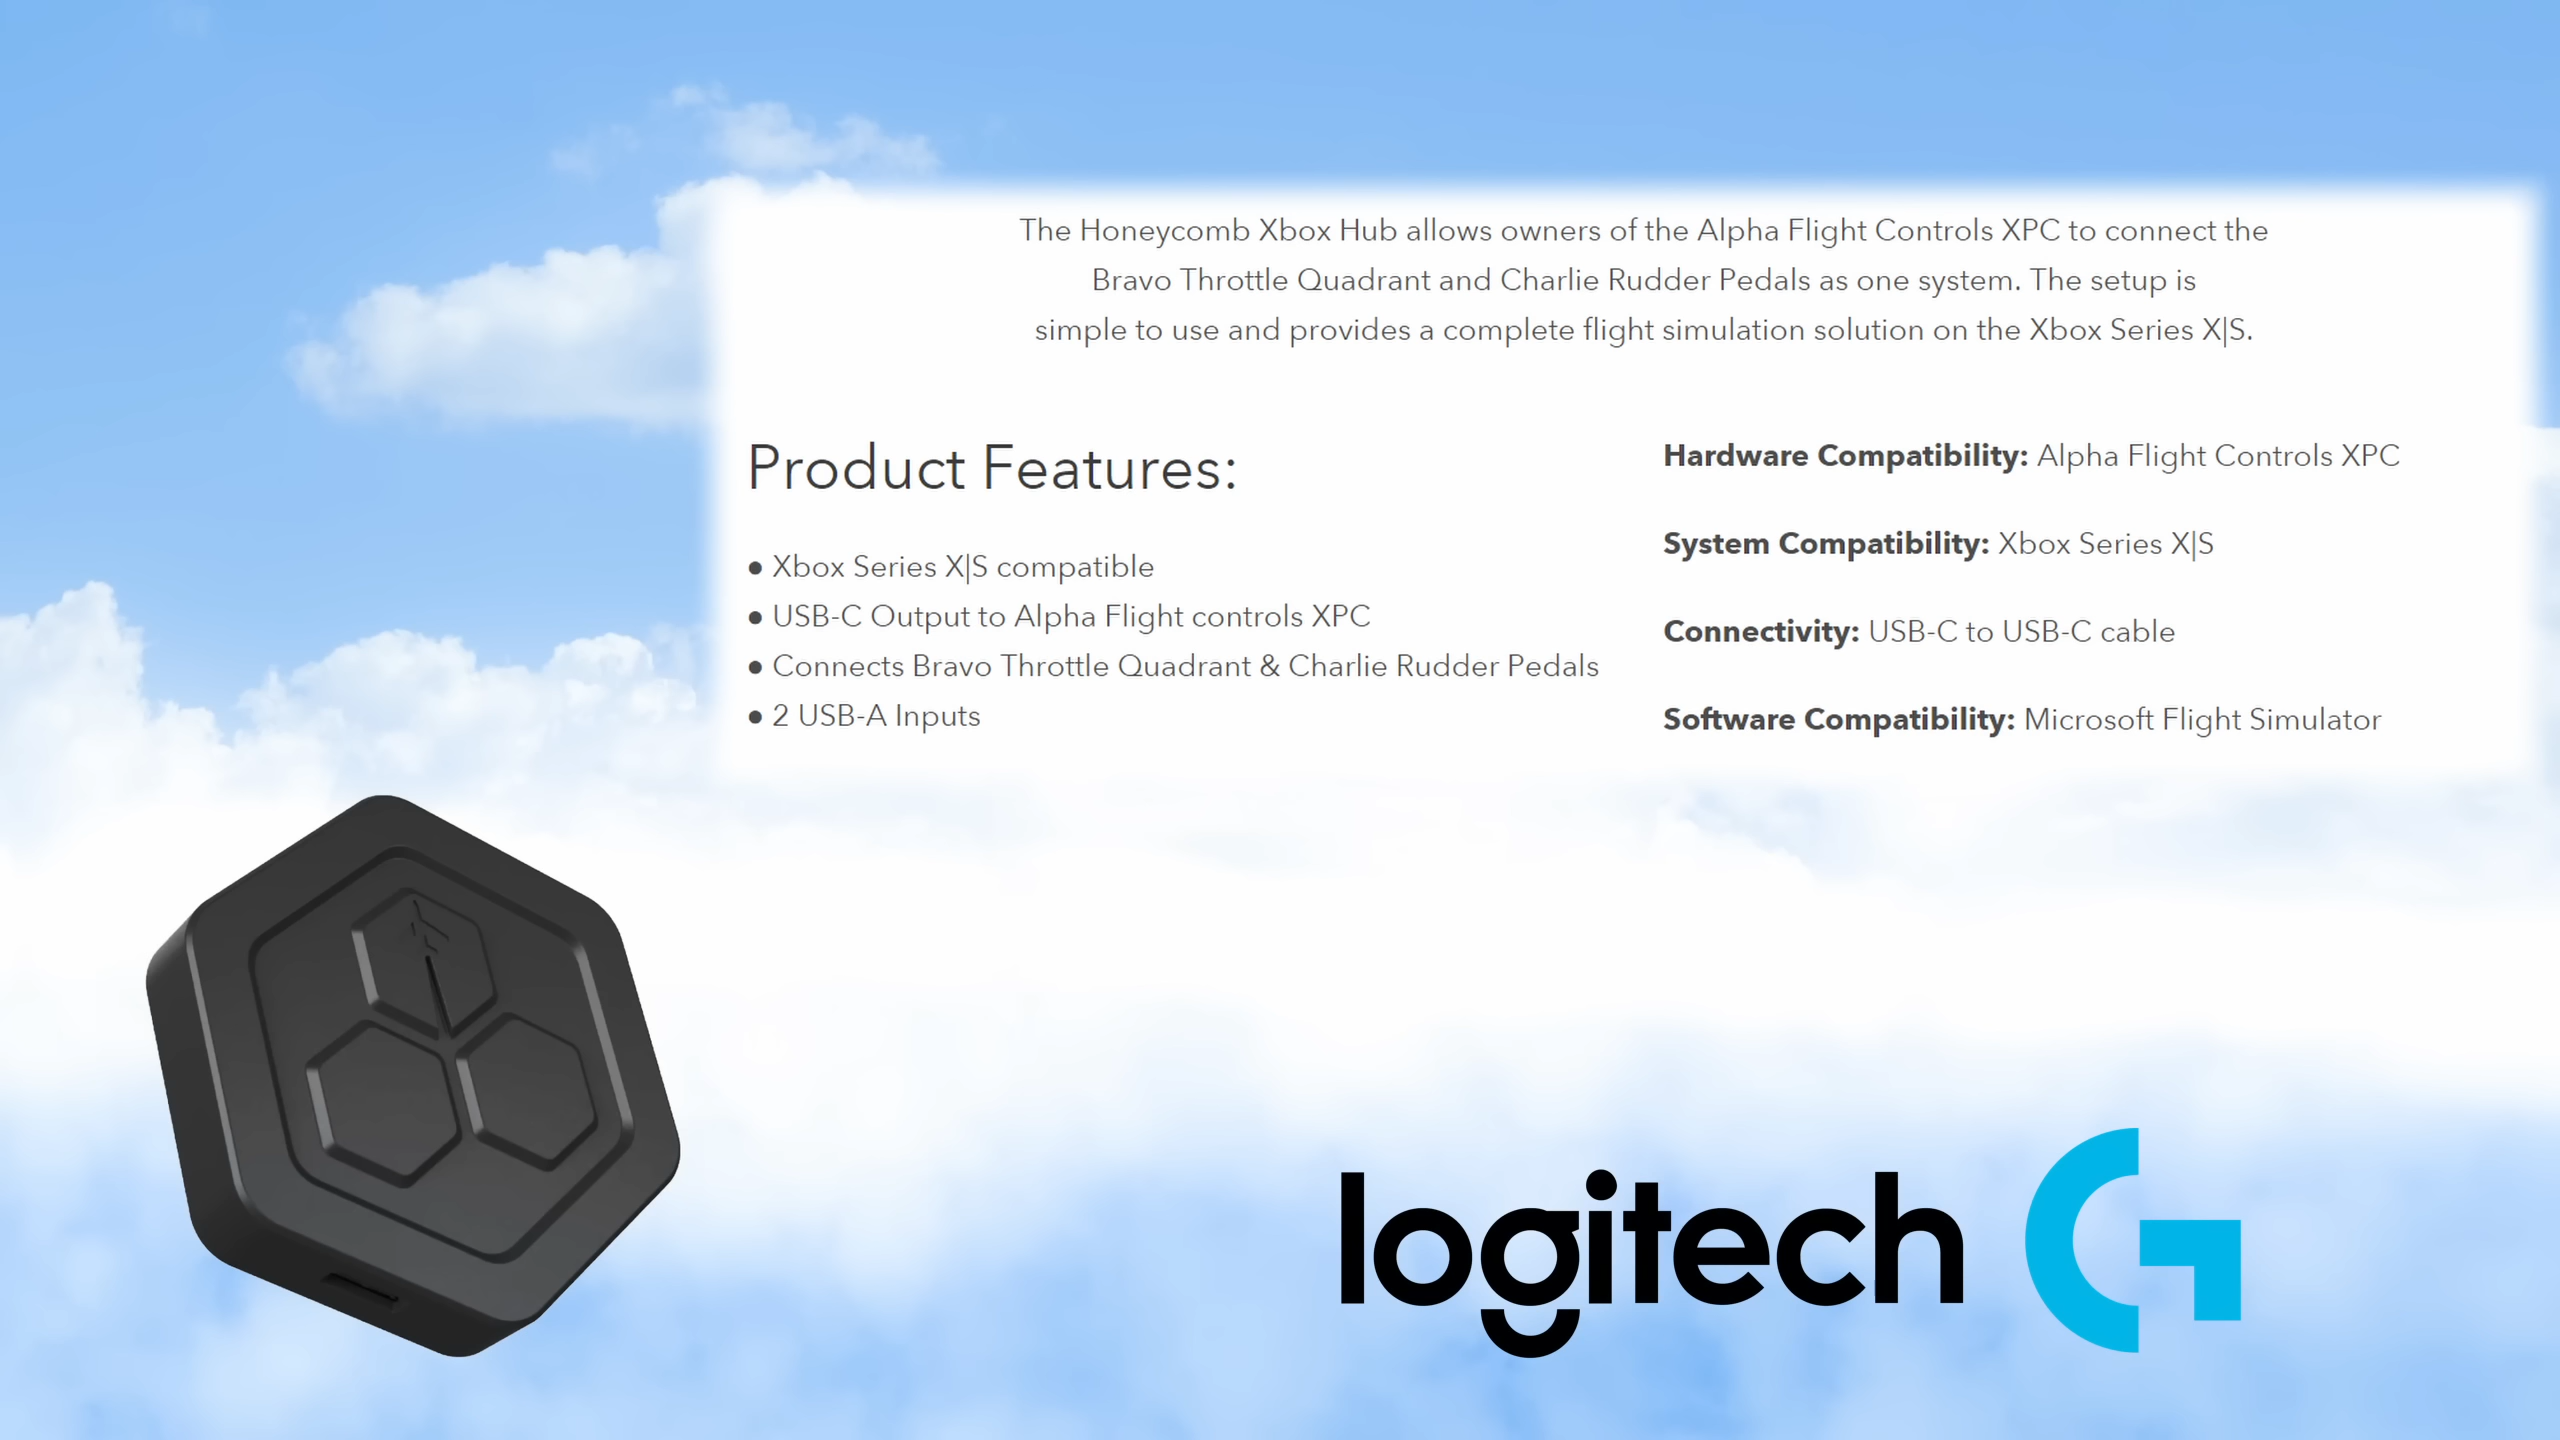 The Honeycomb Xbox Hub allows owners of the Alpha Flight Controls XPC to connect the
Bravo Throttle Quadrant and Charlie Rudder Pedals as one system. The setup is
simple to use and provides a complete flight simulation solution on the Xbox Series X|S.
Product Features:
● Xbox Series X|S compatible
● USB-C Output to Alpha Flight controls XPC
● Connects Bravo Throttle Quadrant & Charlie Rudder Pedals
● 2 USB-A Inputs
Hardware Compatibility: Alpha Flight Controls XPC
System Compatibility: Xbox Series X|S
Connectivity: USB-C to USB-C cable
Software Compatibility: Microsoft Flight Simulator
logitech G